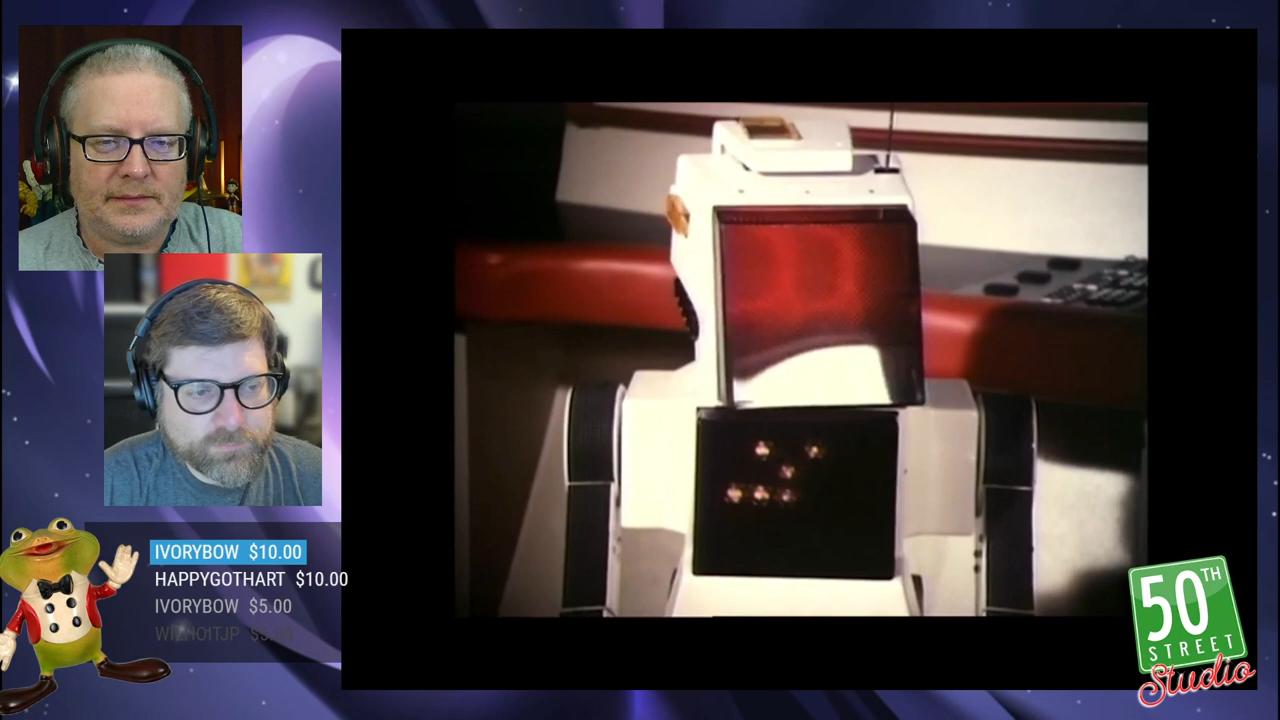 IVORYBOW $10.00
HAPPYGOTHART $10.00
IVORYBOW $5.00
50TH
STREET
Studio